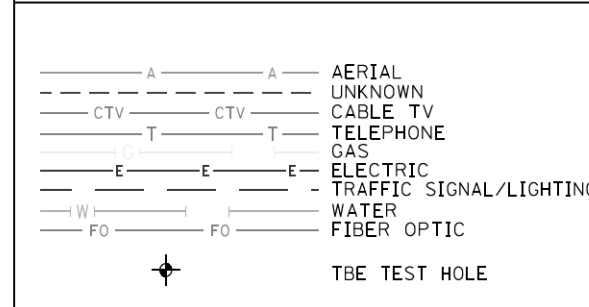 A A AERIAL
UNKNOWN
CTV CTV CABLE TV
T T TELEPHONE
G GAS
E E E ELECTRIC
TRAFFIC SIGNAL/LIGHTING
W WATER
FO FO FIBER OPTIC
TBE TEST HOLE